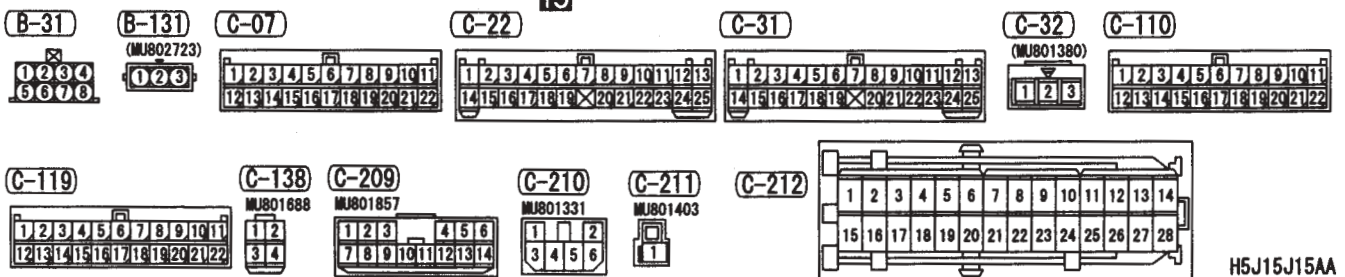 15
B-31
1 2 3 4
5 6 7 8
B-131
(MU802723)
1 2 3
C-07
1 2 3 4 5 6 7 8 9 10 11
12 13 14 15 16 17 18 19 20 21 22
C-22
1 2 3 4 5 6 7 8 9 10 11 12 13
14 15 16 17 18 19 20 21 22 23 24 25
C-31
1 2 3 4 5 6 7 8 9 10 11 12 13
14 15 16 17 18 19 20 21 22 23 24 25
C-32
(MU801380)
1 2 3
C-110
1 2 3 4 5 6 7 8 9 10 11
12 13 14 15 16 17 18 19 20 21 22
C-119
1 2 3 4 5 6 7 8 9 10 11
12 13 14 15 16 17 18 19 20 21 22
C-138
MU801688
1 2
3 4
C-209
MU801857
1 2 3 4 5 6
7 8 9 10 11 12 13 14
C-210
MU801331
1 2
3 4 5 6
C-211
MU801403
1
C-212
1 2 3 4 5 6 7 8 9 10 11 12 13 14
15 16 17 18 19 20 21 22 23 24 25 26 27 28
H5J15J15AA